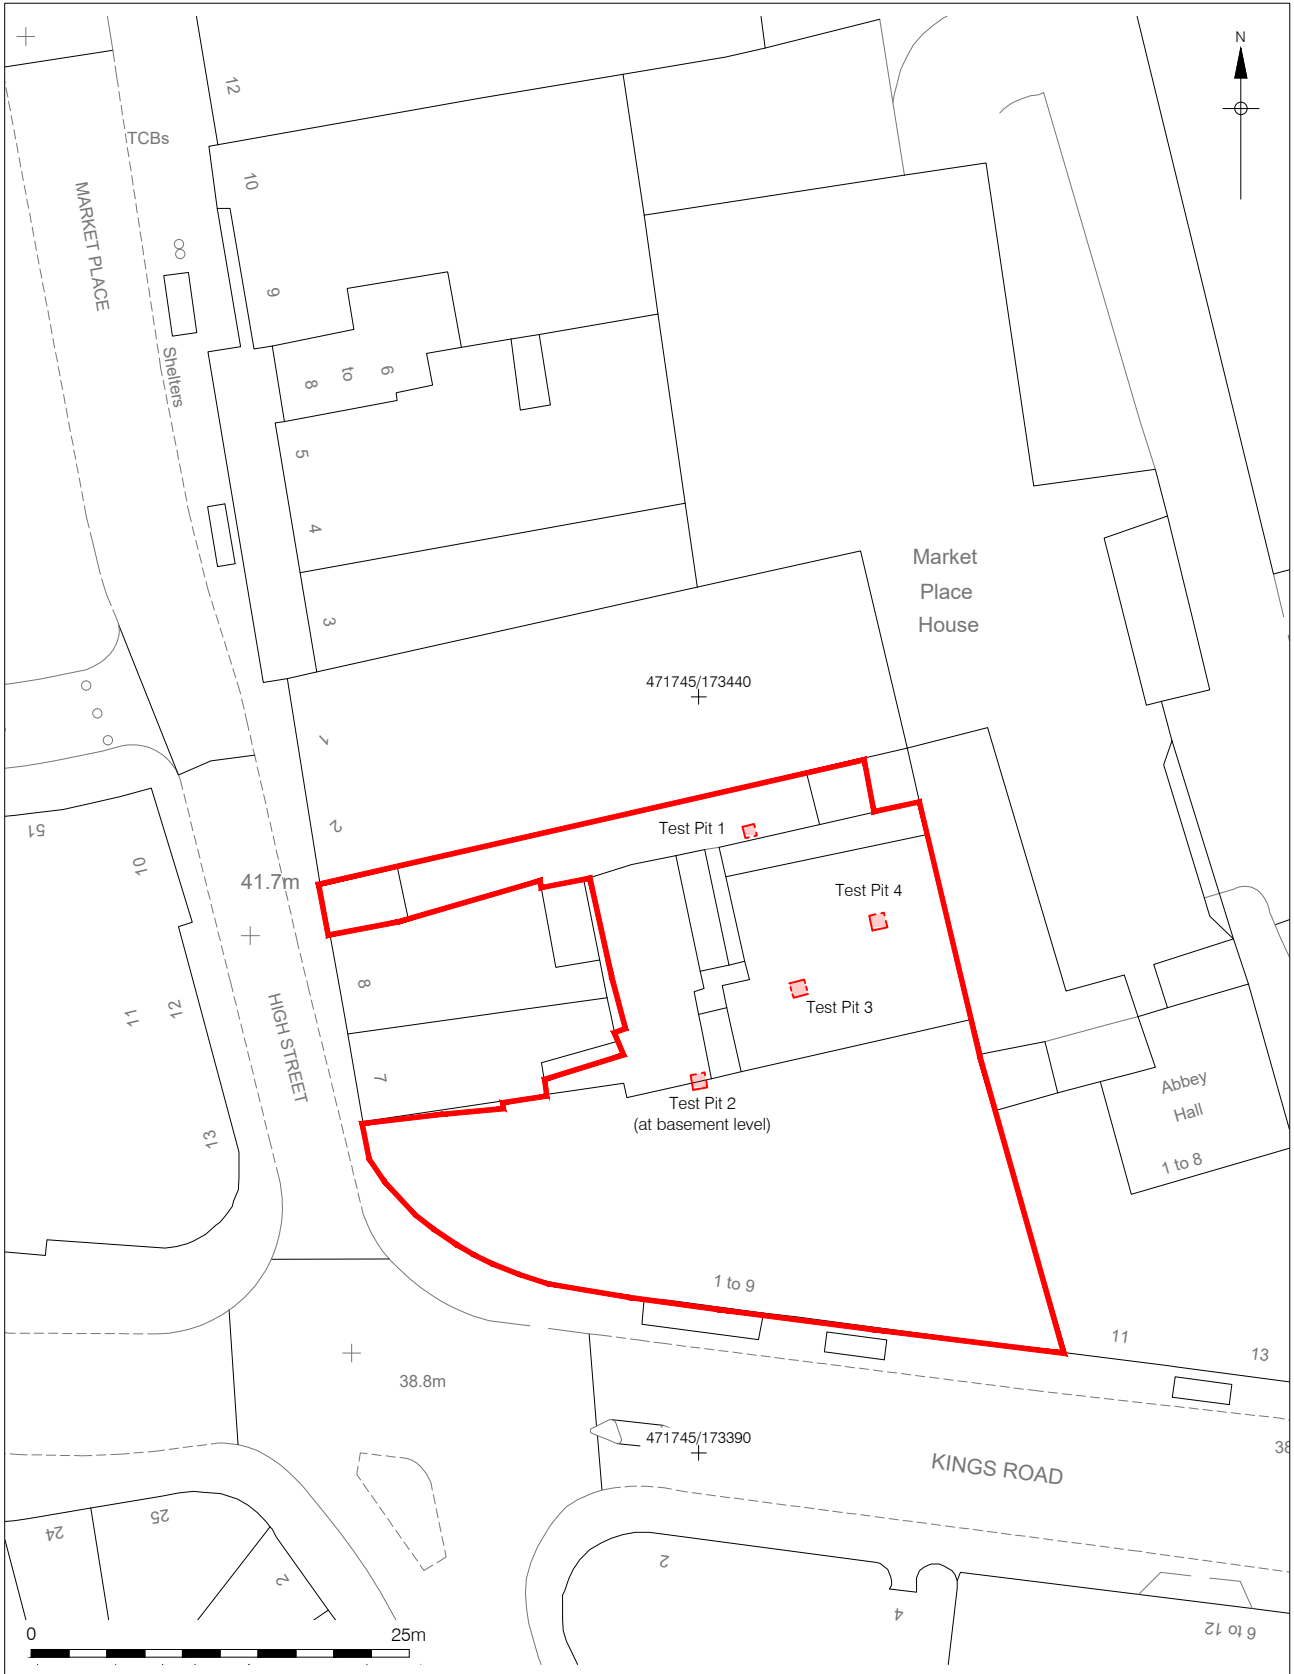 N
12
TCBs
10
MARKET PLACE
9
Shelters
8
to
6
5
4
Market
Place
House
3
471745/173440
1
2
Test Pit 1
51
10
41.7m
Test Pit 4
8
12
11
Test Pit 3
HIGH STREET
7
Abbey
Hall
Test Pit 2
(at basement level)
13
1 to 8
1 to 9
11
13
38.8m
471745/173390
38
KINGS ROAD
25
24
2
2
4
6 to 12
0
25m